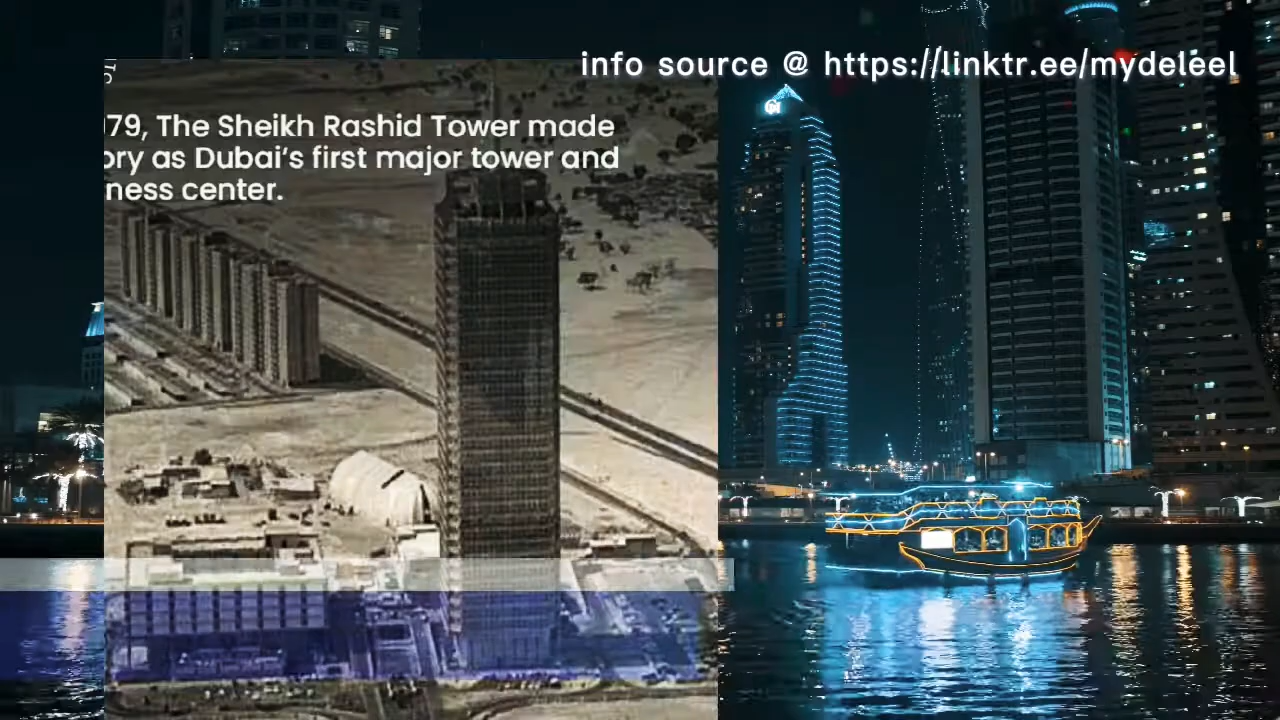 info source @ https://linktr.ee/mydeleel
79, The Sheikh Rashid Tower made
ory as Dubai's first major tower and
ness center.